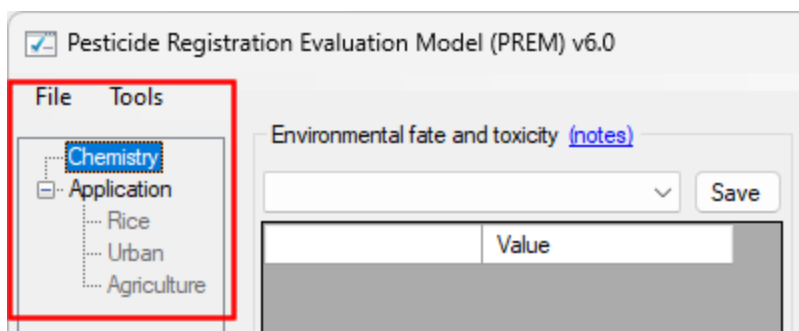 Pesticide Registration Evaluation Model (PREM) v6.0
File Tools
Chemistry
Application
Rice
Urban
Agriculture
Environmental fate and toxicity (notes)
Save
Value